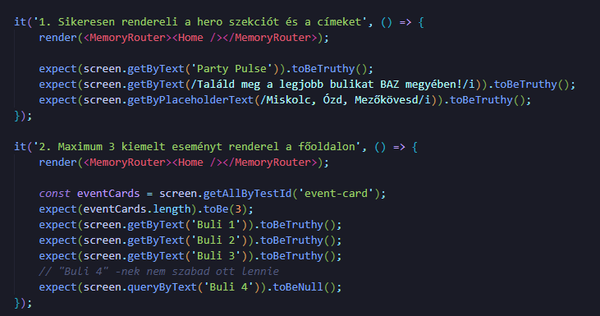 it('1. Sikeresen rendereli a hero szekciót és a címeket', () => {
    render(<MemoryRouter><Home /></MemoryRouter>);

    expect(screen.getByText('Party Pulse')).toBeTruthy();
    expect(screen.getByText(/Találd meg a legjobb bulikat BAZ megyében!/i)).toBeTruthy();
    expect(screen.getByPlaceholderText(/Miskolc, Ózd, Mezőkövesd/i)).toBeTruthy();
});

it('2. Maximum 3 kiemelt eseményt renderel a főoldalon', () => {
    render(<MemoryRouter><Home /></MemoryRouter>);

    const eventCards = screen.getAllByTestId('event-card');
    expect(eventCards.length).toBe(3);
    expect(screen.getByText('Buli 1')).toBeTruthy();
    expect(screen.getByText('Buli 2')).toBeTruthy();
    expect(screen.getByText('Buli 3')).toBeTruthy();
    // "Buli 4" -nek nem szabad ott lennie
    expect(screen.queryByText('Buli 4')).toBeNull();
});